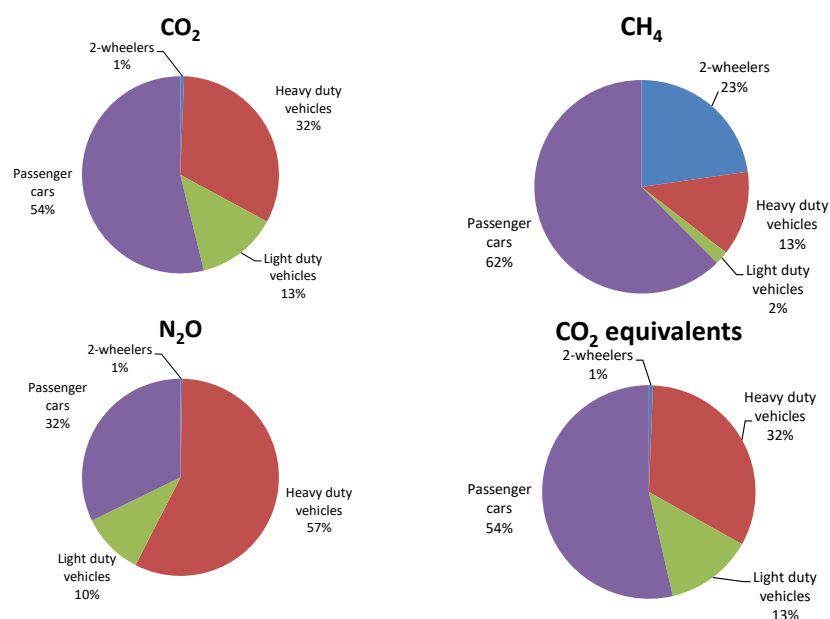 CO₂
2-wheelers
1%
Heavy duty
vehicles
32%
Passenger
cars
54%
Light duty
vehicles
13%
CH₄
2-wheelers
23%
Heavy duty
vehicles
13%
Passenger
cars
62%
Light duty
vehicles
2%
N₂O
2-wheelers
1%
Passenger
cars
32%
Heavy duty
vehicles
57%
Light duty
vehicles
10%
CO₂ equivalents
2-wheelers
1%
Heavy duty
vehicles
32%
Passenger
cars
54%
Light duty
vehicles
13%